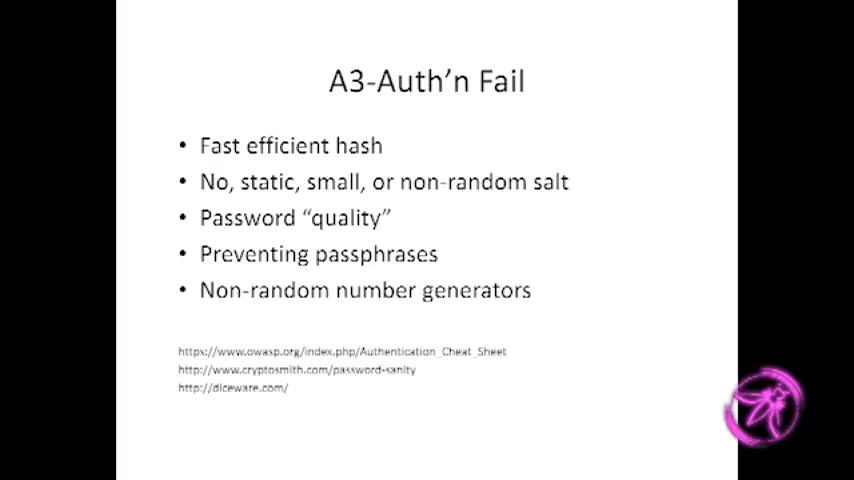 A3-Auth’n Fail
• Fast efficient hash
• No, static, small, or non-random salt
• Password “quality”
• Preventing passphrases
• Non-random number generators
https://www.owasp.org/index.php/Authentication_Cheat_Sheet
http://www.cryptosmith.com/password-sanity
http://diceware.com/